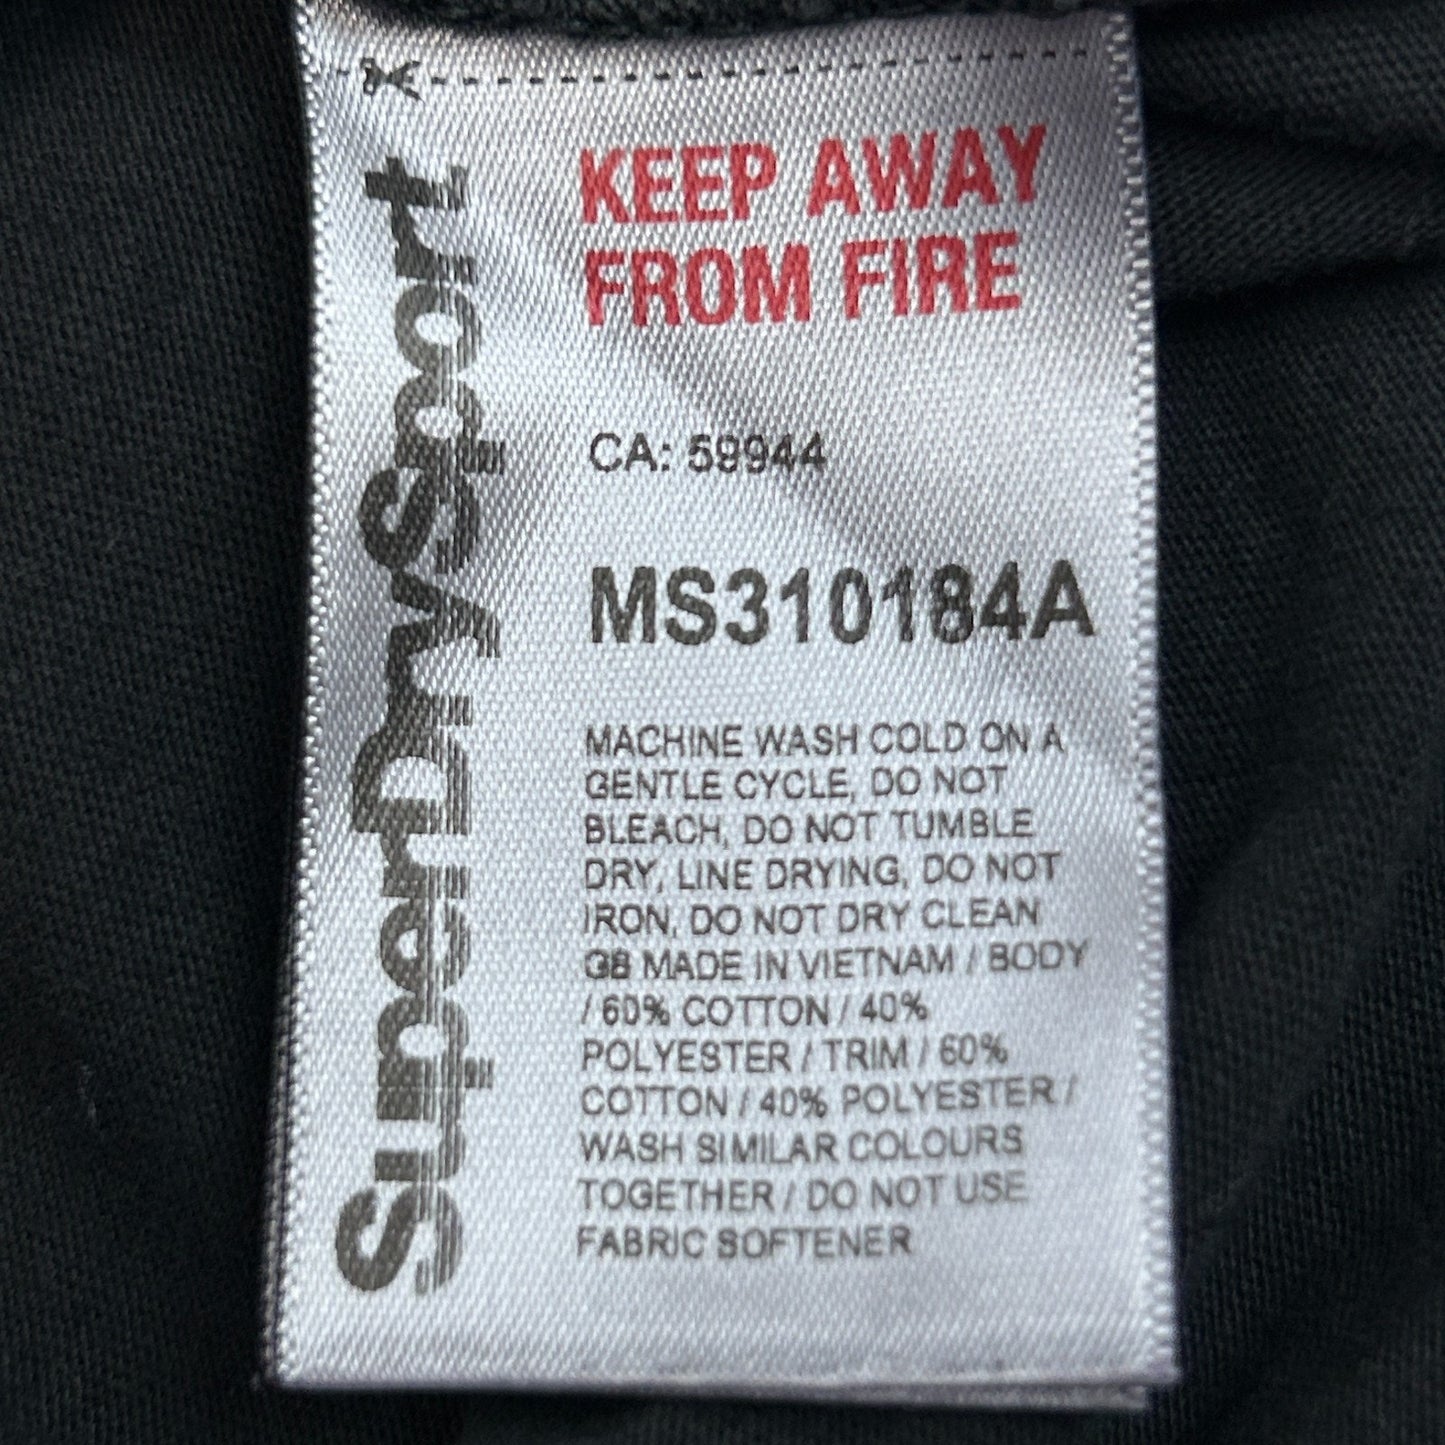 SuperDrySport
KEEP AWAY
FROM FIRE
CA: 59944
MS310184A
MACHINE WASH COLD ON A
GENTLE CYCLE, DO NOT
BLEACH, DO NOT TUMBLE
DRY, LINE DRYING, DO NOT
IRON, DO NOT DRY CLEAN
GB MADE IN VIETNAM / BODY
/ 60% COTTON / 40%
POLYESTER / TRIM / 60%
COTTON / 40% POLYESTER /
WASH SIMILAR COLOURS
TOGETHER / DO NOT USE
FABRIC SOFTENER